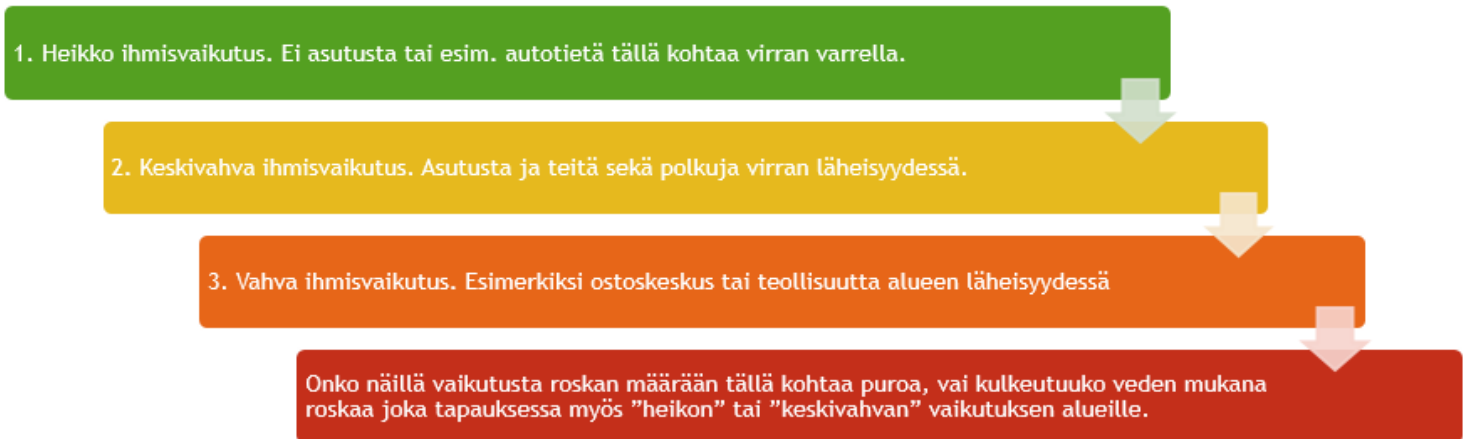 1. Heikko ihmisvaikutus. Ei asutusta tai esim. autotietä tällä kohtaa virran varrella.
2. Keskivahva ihmisvaikutus. Asutusta ja teitä sekä polkuja virran läheisyydessä.
3. Vahva ihmisvaikutus. Esimerkiksi ostoskeskus tai teollisuutta alueen läheisyydessä
Onko näillä vaikutusta roskan määrään tällä kohtaa puroa, vai kulkeutuuko veden mukana
roskaa joka tapauksessa myös ”heikon” tai ”keskivahvan” vaikutuksen alueille.